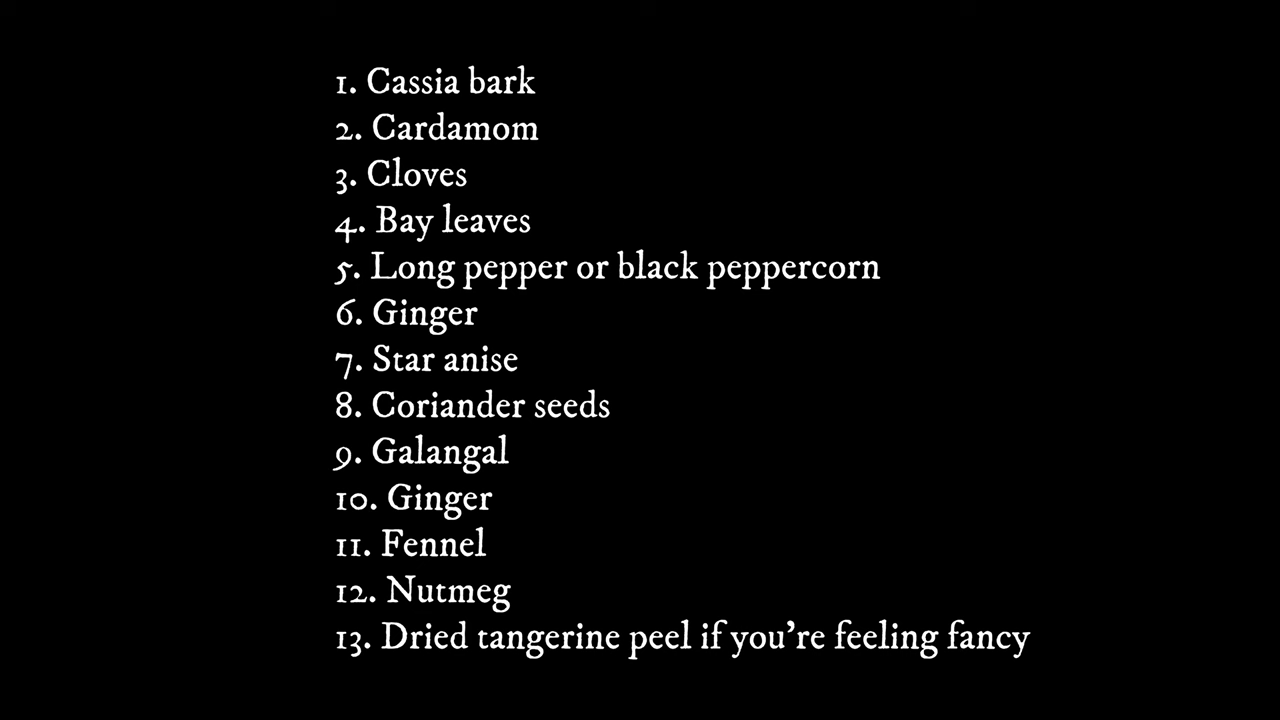 1. Cassia bark
2. Cardamom
3. Cloves
4. Bay leaves
5. Long pepper or black peppercorn
6. Ginger
7. Star anise
8. Coriander seeds
9. Galangal
10. Ginger
11. Fennel
12. Nutmeg
13. Dried tangerine peel if you’re feeling fancy